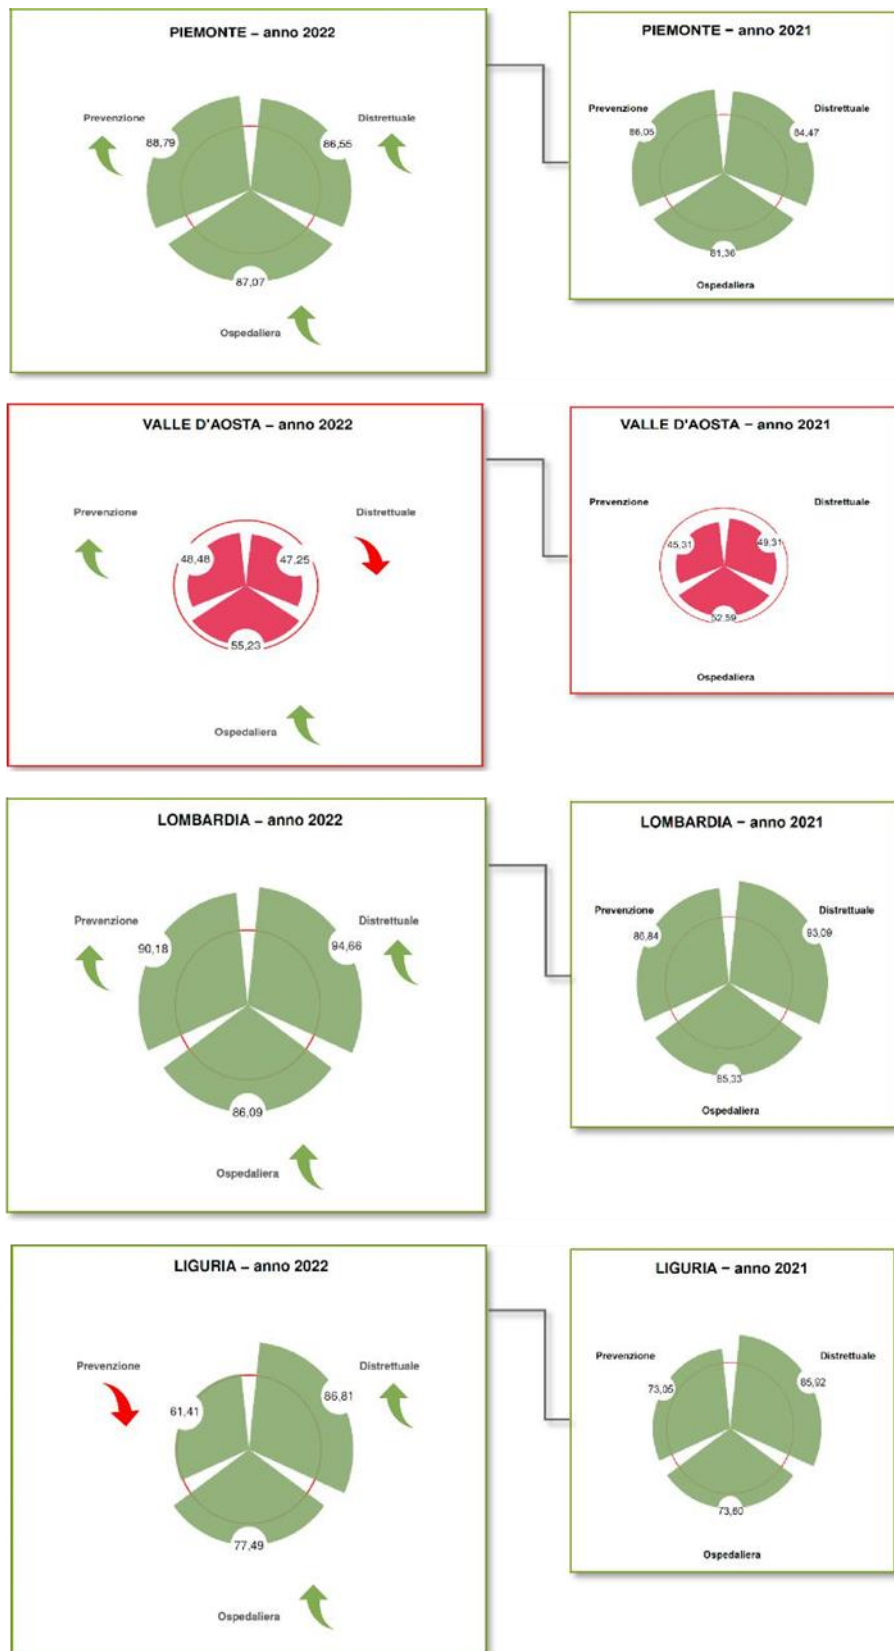 PIEMONTE – anno 2022
Prevenzione
Distrettuale
88,79
86,55
87,07
Ospedaliera
PIEMONTE – anno 2021
Prevenzione
Distrettuale
86,05
84,47
81,36
Ospedaliera
VALLE D'AOSTA – anno 2022
Prevenzione
Distrettuale
48,48
47,25
55,23
Ospedaliera
VALLE D'AOSTA – anno 2021
Prevenzione
Distrettuale
45,31
49,31
52,59
Ospedaliera
LOMBARDIA – anno 2022
Prevenzione
Distrettuale
90,18
94,66
86,09
Ospedaliera
LOMBARDIA – anno 2021
Prevenzione
Distrettuale
86,84
93,09
85,33
Ospedaliera
LIGURIA – anno 2022
Prevenzione
Distrettuale
61,41
86,81
77,49
Ospedaliera
LIGURIA – anno 2021
Prevenzione
Distrettuale
73,05
85,92
73,60
Ospedaliera